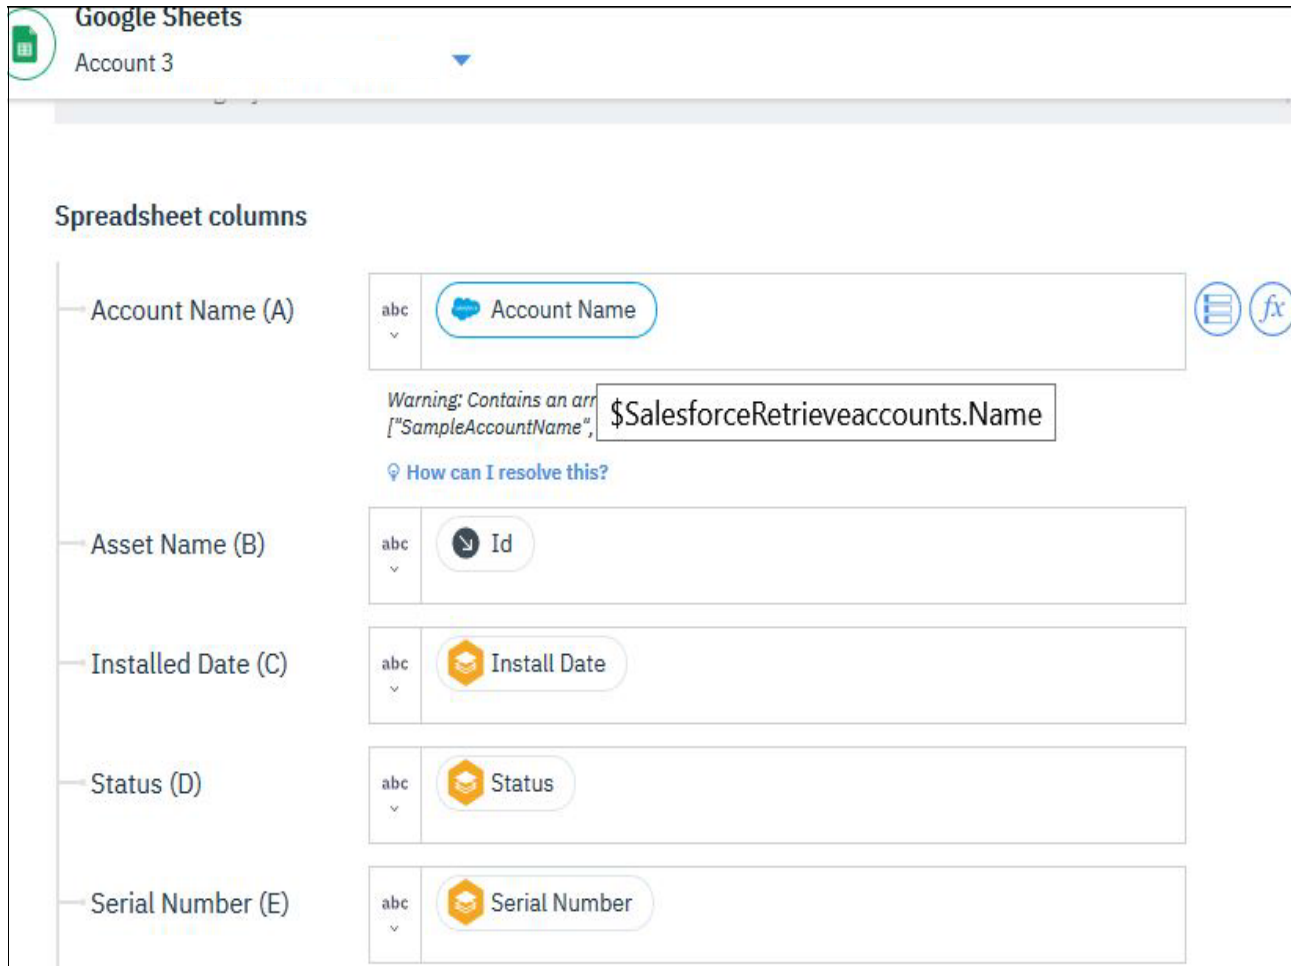 Google Sheets
Account 3
Spreadsheet columns
Account Name (A)
abc
Account Name
fx
Warning: Contains an arr
["SampleAccountName",
$SalesforceRetrieveaccounts.Name
How can I resolve this?
Asset Name (B)
abc
Id
Installed Date (C)
abc
Install Date
Status (D)
abc
Status
Serial Number (E)
abc
Serial Number